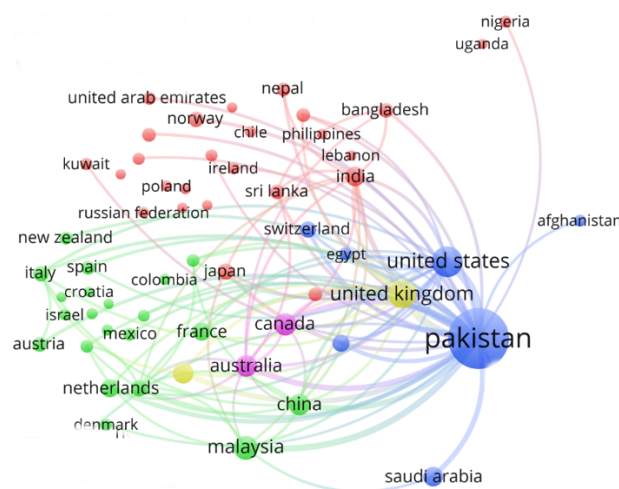 nigeria
uganda
nepal
united arab emirates
bangladesh
norway
chile
philippines
lebanon
kuwait
ireland
india
poland
sri lanka
russian federation
afghanistan
switzerland
new zealand
egypt
united states
spain
italy
colombia
japan
croatia
united kingdom
israel
mexico
france
canada
austria
pakistan
australia
netherlands
china
denmark
malaysia
saudi arabia